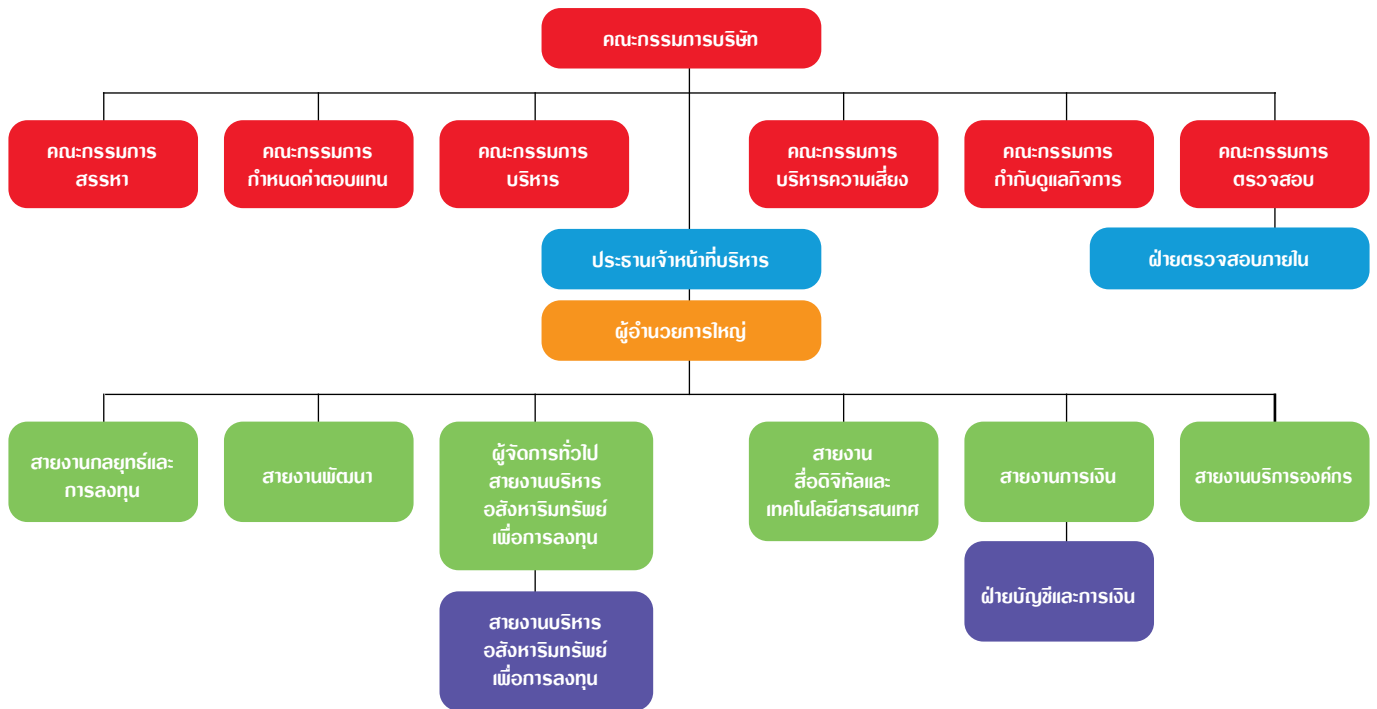 คณะกรรมการบริษัท
คณะกรรมการ
สรรหา
คณะกรรมการ
กำหนดค่าตอบแทน
คณะกรรมการ
บริหาร
คณะกรรมการ
บริหารความเสี่ยง
คณะกรรมการ
กำกับดูแลกิจการ
คณะกรรมการ
ตรวจสอบ
ประธานเจ้าหน้าที่บริหาร
ฝ่ายตรวจสอบภายใน
ผู้อำนวยการใหญ่
สายงานกลยุทธ์และ
การลงทุน
สายงานพัฒนา
ผู้จัดการทั่วไป
สายงานบริหาร
อสังหาริมทรัพย์
เพื่อการลงทุน
สายงาน
สื่อดิจิทัลและ
เทคโนโลยีสารสนเทศ
สายงานการเงิน
สายงานบริการองค์กร
สายงานบริหาร
อสังหาริมทรัพย์
เพื่อการลงทุน
ฝ่ายบัญชีและการเงิน